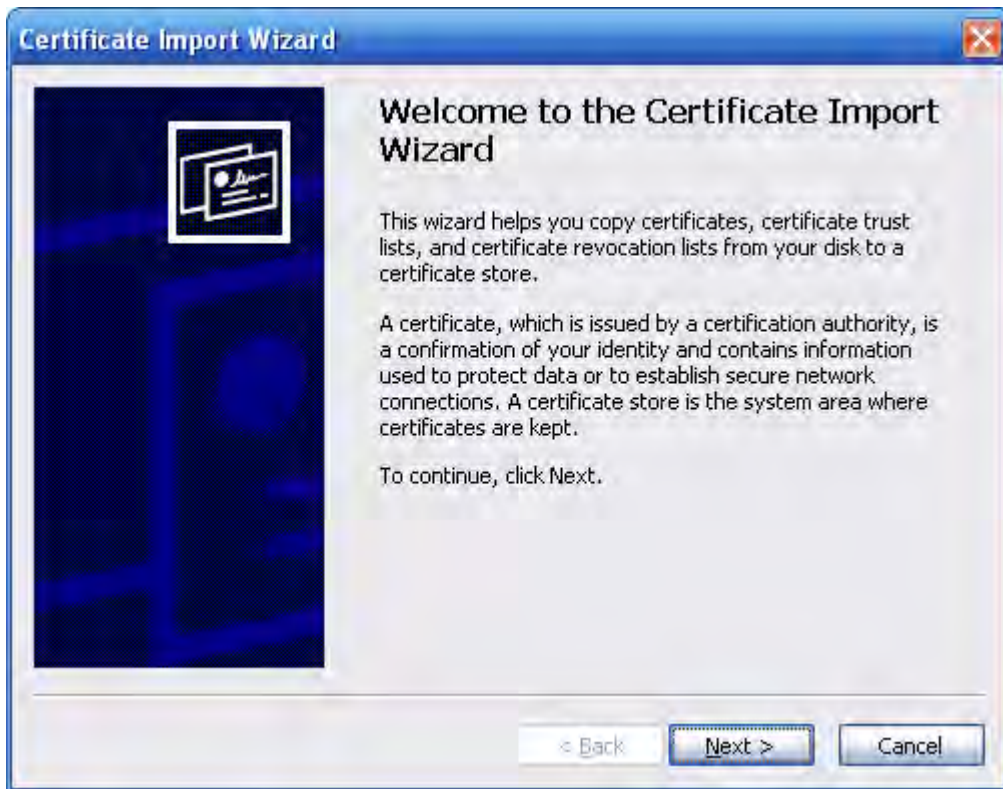 Certificate Import Wizard
Welcome to the Certificate Import
Wizard
This wizard helps you copy certificates, certificate trust
lists, and certificate revocation lists from your disk to a
certificate store.
A certificate, which is issued by a certification authority, is
a confirmation of your identity and contains information
used to protect data or to establish secure network
connections. A certificate store is the system area where
certificates are kept.
To continue, click Next.
< Back
Next >
Cancel